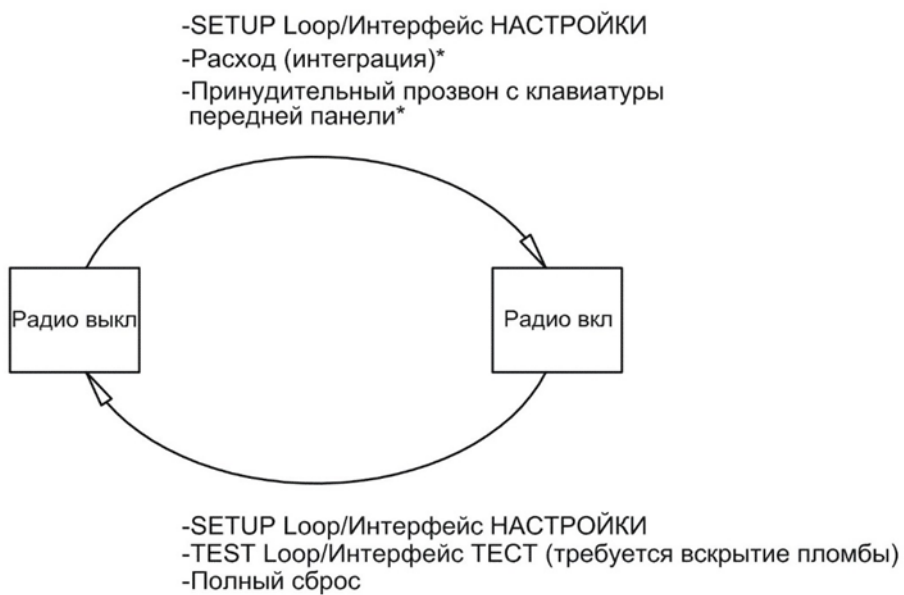 -SETUP Loop/Интерфейс НАСТРОЙКИ
-Расход (интеграция)*
-Принудительный прозвон с клавиатуры
передней панели*
Радио выкл
Радио вкл
-SETUP Loop/Интерфейс НАСТРОЙКИ
-TEST Loop/Интерфейс ТЕСТ (требуется вскрытие пломбы)
-Полный сброс